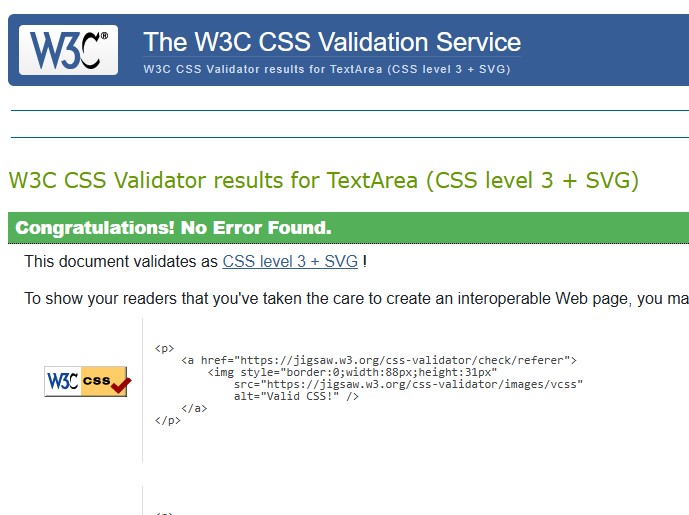 W3C®
The W3C CSS Validation Service
W3C CSS Validator results for TextArea (CSS level 3 + SVG)
W3C CSS Validator results for TextArea (CSS level 3 + SVG)
Congratulations! No Error Found.
This document validates as CSS level 3 + SVG !
To show your readers that you've taken the care to create an interoperable Web page, you ma
W3C css
<p>
<a href="https://jigsaw.w3.org/css-validator/check/referer">
<img style="border:0;width:88px;height:31px"
src="https://jigsaw.w3.org/css-validator/images/vcss"
alt="Valid CSS!" />
</a>
</p>